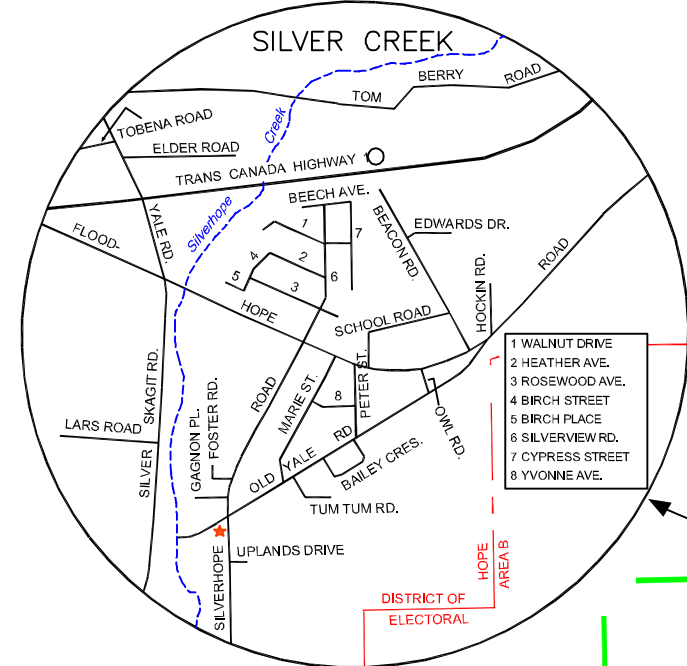 SILVER CREEK
BERRY
ROAD
TOM
TOBENA ROAD
Creek
ELDER ROAD
TRANS CANADA HIGHWAY 1
BEECH AVE.
YALE RD.
FLOOD-
Silverhope
1
7
BEACON RD.
EDWARDS DR.
4
2
6
5
3
HOPE
ROAD
HOCKIN RD.
SCHOOL ROAD
1 WALNUT DRIVE
2 HEATHER AVE.
3 ROSEWOOD AVE.
4 BIRCH STREET
5 BIRCH PLACE
6 SILVERVIEW RD.
7 CYPRESS STREET
8 YVONNE AVE.
SKAGIT RD.
ROAD
MARIE ST.
8
PETER ST.
LARS ROAD
GAGNON PL.
FOSTER RD.
OWL RD.
SILVER
OLD YALE RD
BAILEY CRES.
TUM TUM RD.
SILVERHOPE
UPLANDS DRIVE
HOPE
AREA B
DISTRICT OF
ELECTORAL